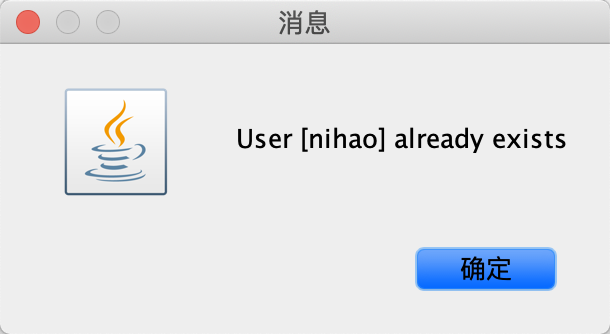 消息
User [nihao] already exists
确定